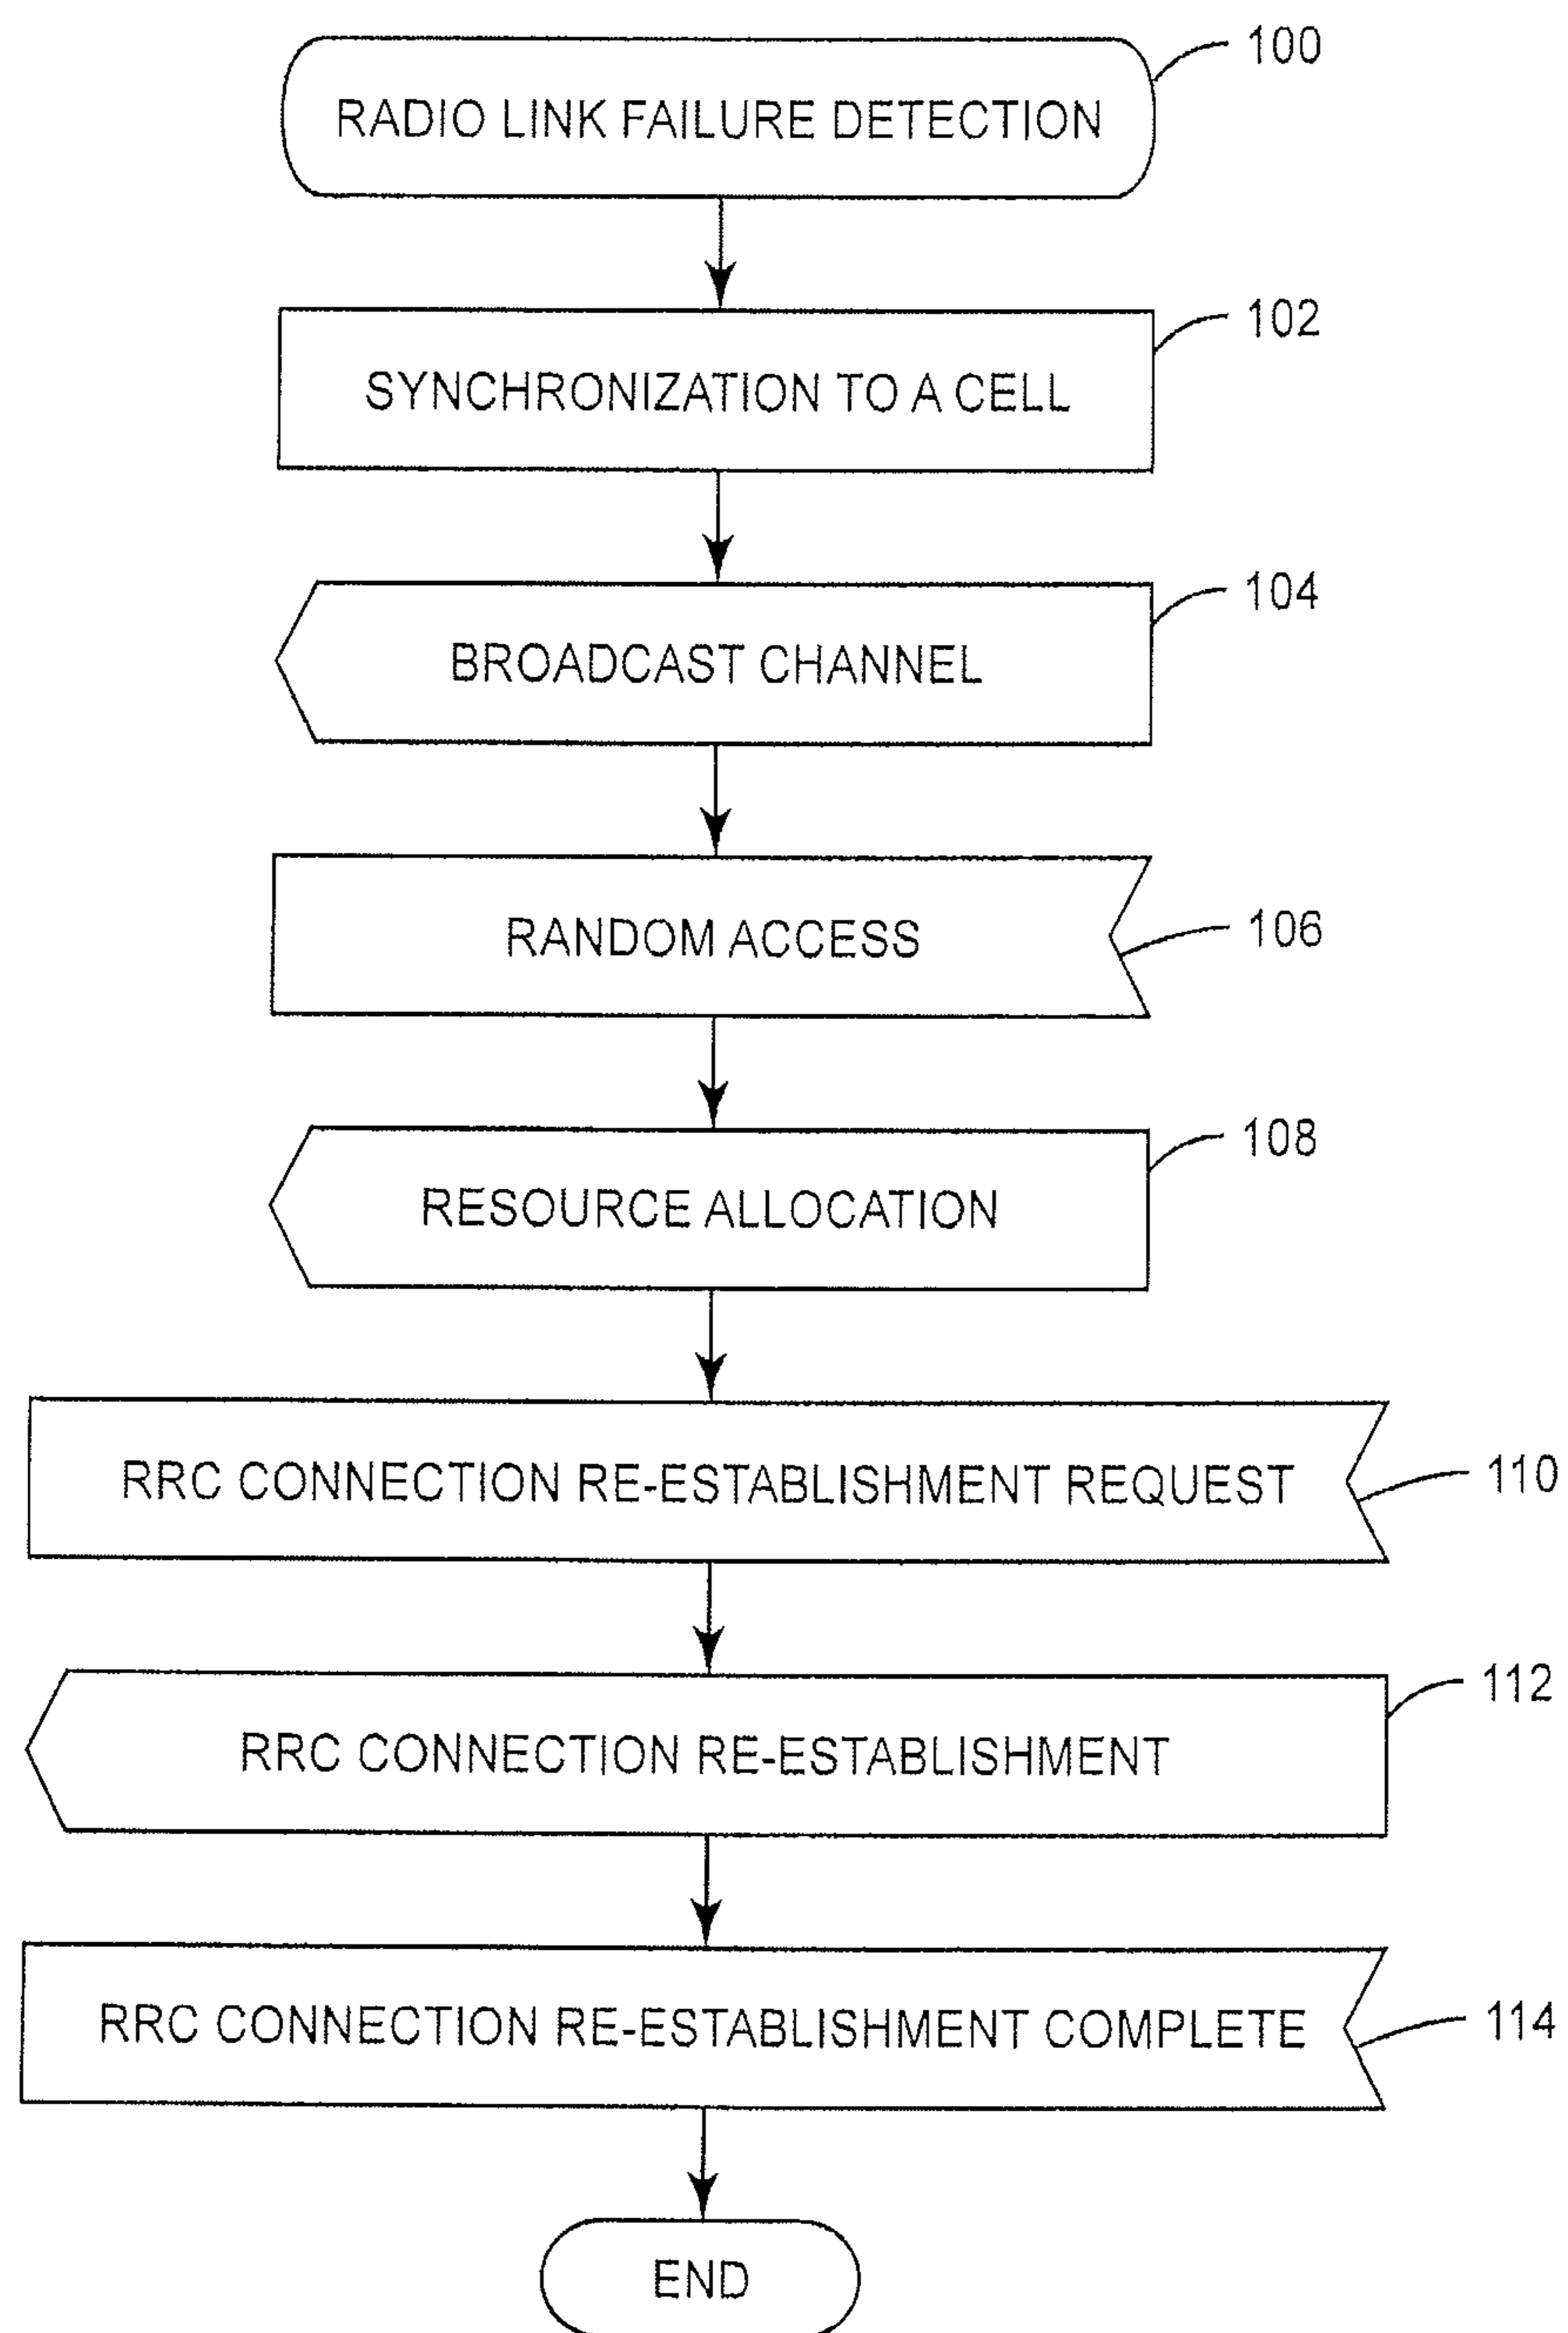 100
RADIO LINK FAILURE DETECTION
102
SYNCHRONIZATION TO A CELL
104
BROADCAST CHANNEL
RANDOM ACCESS
106
108
RESOURCE ALLOCATION
RRC CONNECTION RE-ESTABLISHMENT REQUEST
110
112
RRC CONNECTION RE-ESTABLISHMENT
RRC CONNECTION RE-ESTABLISHMENT COMPLETE
114
END